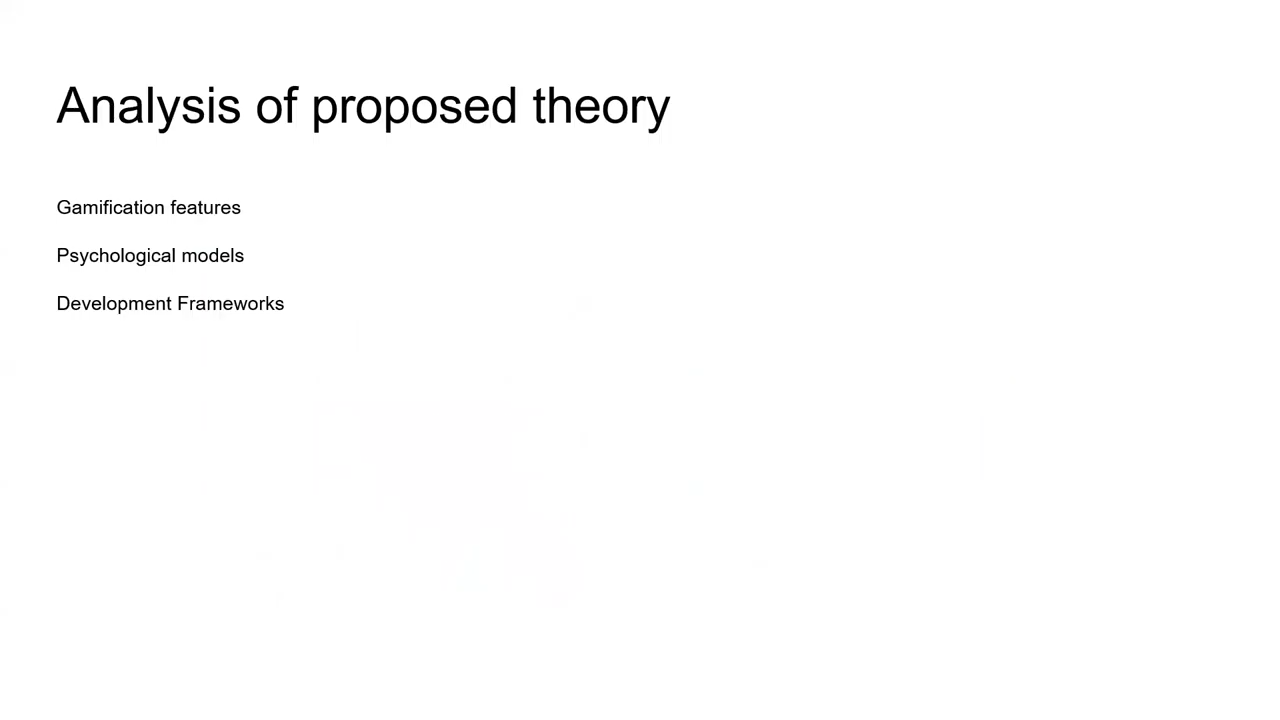 Analysis of proposed theory
Gamification features
Psychological models
Development Frameworks